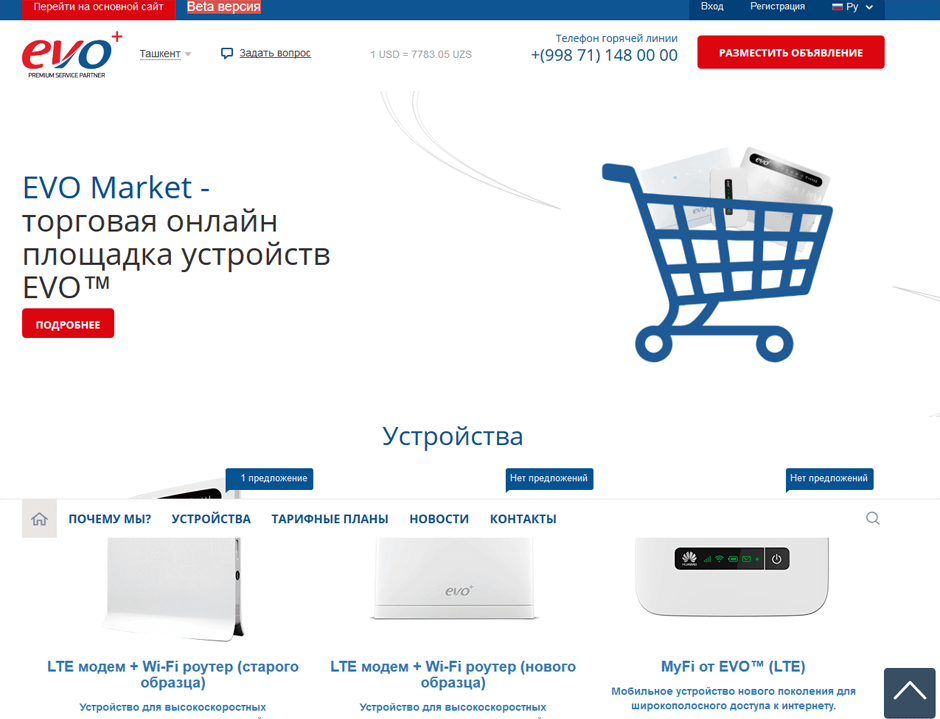 Перейти на основной сайт
Beta версия
Вход
Регистрация
Ру
evo+
PREMIUM SERVICE PARTNER
Ташкент
Задать вопрос
1 USD = 7783.05 UZS
Телефон горячей линии
+(998 71) 148 00 00
РАЗМЕСТИТЬ ОБЪЯВЛЕНИЕ
EVO Market -
торговая онлайн
площадка устройств
EVO™
ПОДРОБНЕЕ
evo
evo
Устройства
1 предложение
Нет предложений
Нет предложений
ПОЧЕМУ МЫ?
УСТРОЙСТВА
ТАРИФНЫЕ ПЛАНЫ
НОВОСТИ
КОНТАКТЫ
evo+
HUAWEI
LTE модем + Wi-Fi роутер (старого
образца)
Устройство для высокоскоростных
LTE модем + Wi-Fi роутер (нового
образца)
Устройство для высокоскоростных
MyFi от EVO™ (LTE)
Мобильное устройство нового поколения для
широкополосного доступа к интернету.